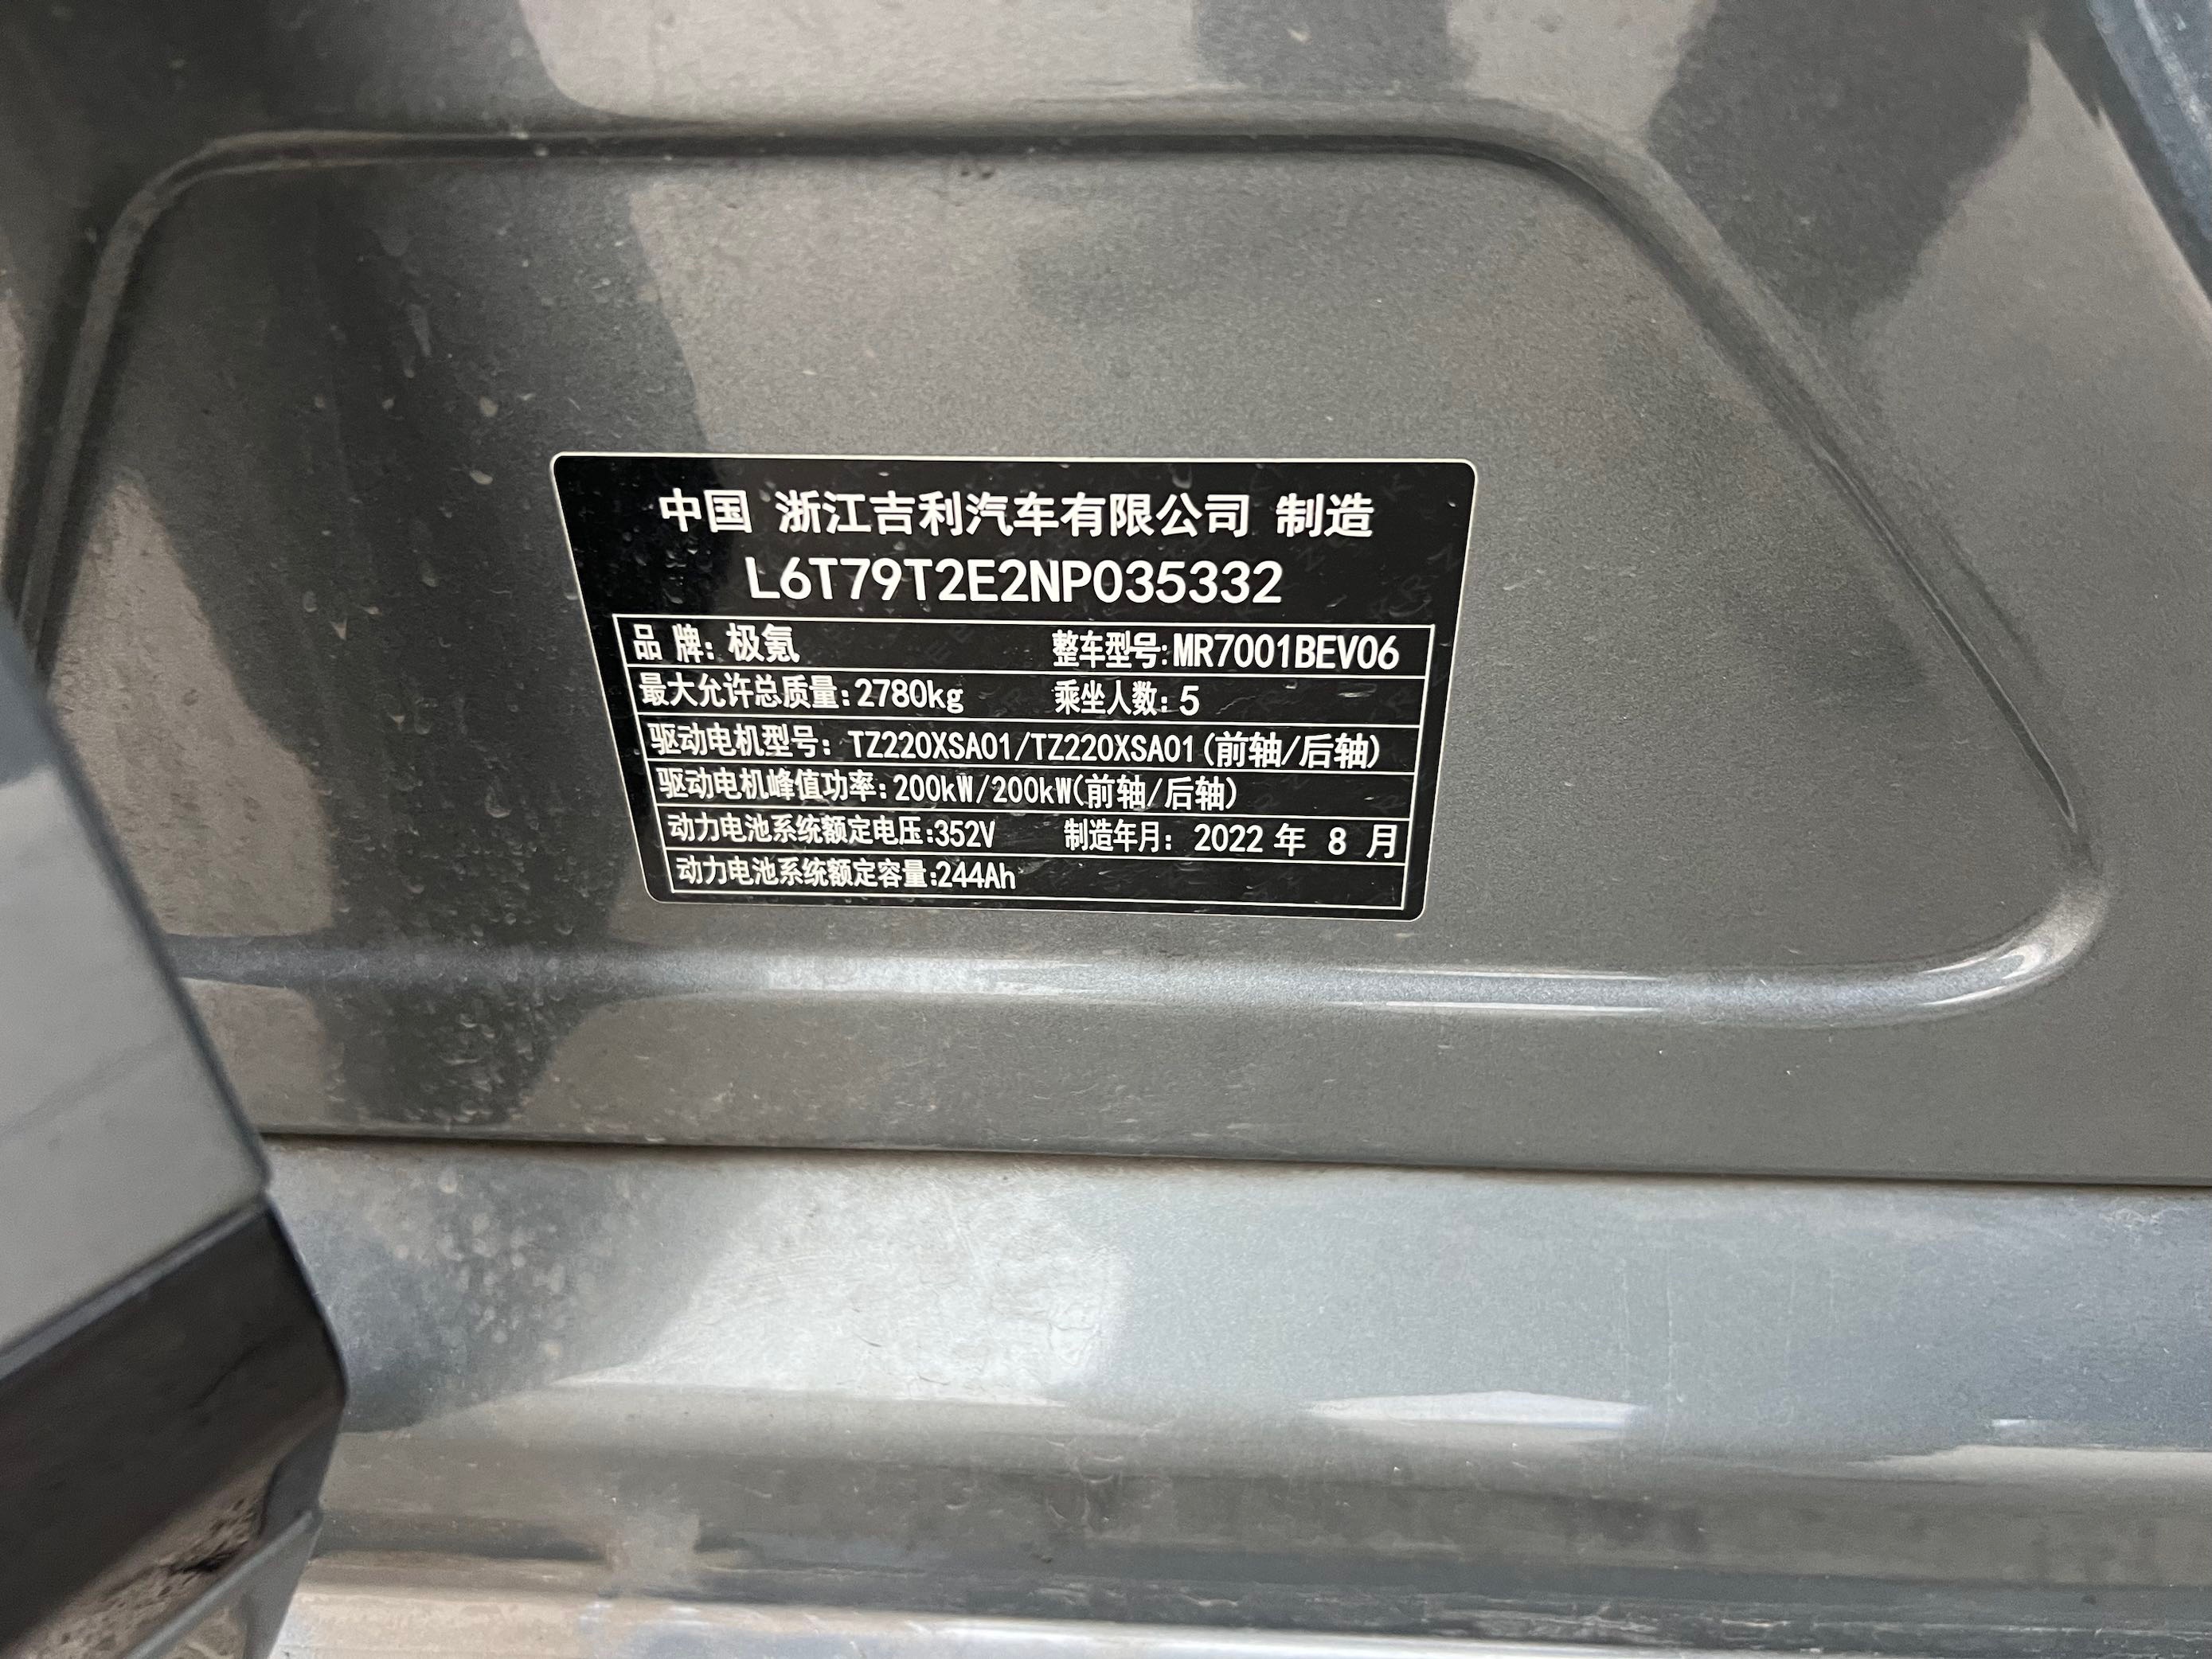 中国 浙江吉利汽车有限公司 制造
L6T79T2E2NP035332
品 牌: 极氪 整车型号:MR7001BEV06
最大允许总质量:2780kg 乘坐人数: 5
驱动电机型号: TZ220XSA01/TZ220XSA01(前轴/后轴)
驱动电机峰值功率:200kW/200kW(前轴/后轴)
动力电池系统额定电压:352V 制造年月: 2022 年 8 月
动力电池系统额定容量:244Ah